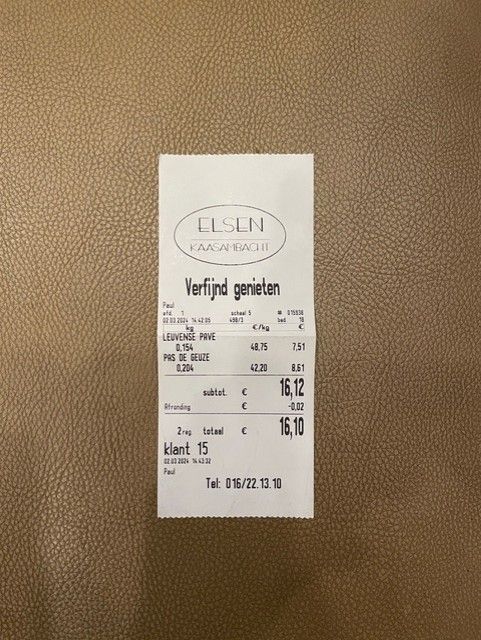 ELSEN
KAASAMBACHT
Verfijnd genieten
Paul
afd. 1 schaal 5 # 015938
02.03.2024 14.42:05 498/3 bed 18
kg €/kg €
LEUVENSE PAVE
0,154 48,75 7,51
PAS DE GEUZE
0,204 42,20 8,61
subtot. € 16,12
Afronding € -0,02
2 reg. totaal € 16,10
klant 15
02.03.2024 14.43:32
Paul
Tel: 016/22.13.10